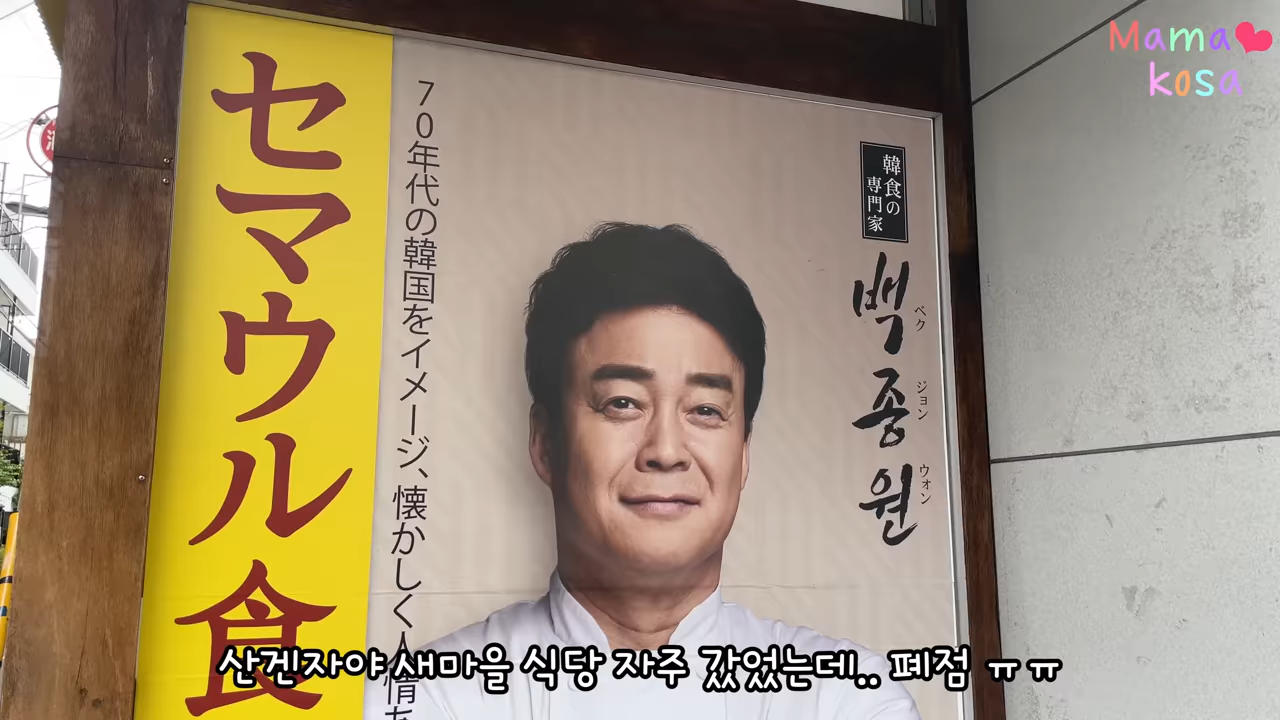 セマウル食
70年代の韓国をイメージ、懐かしく人情
韓食の
専門家
백종원
ペク
ジョン
ウォン
Mama
kosa
산겐자야 새마을 식당 자주 갔었는데.. 폐점 ㅠㅠ